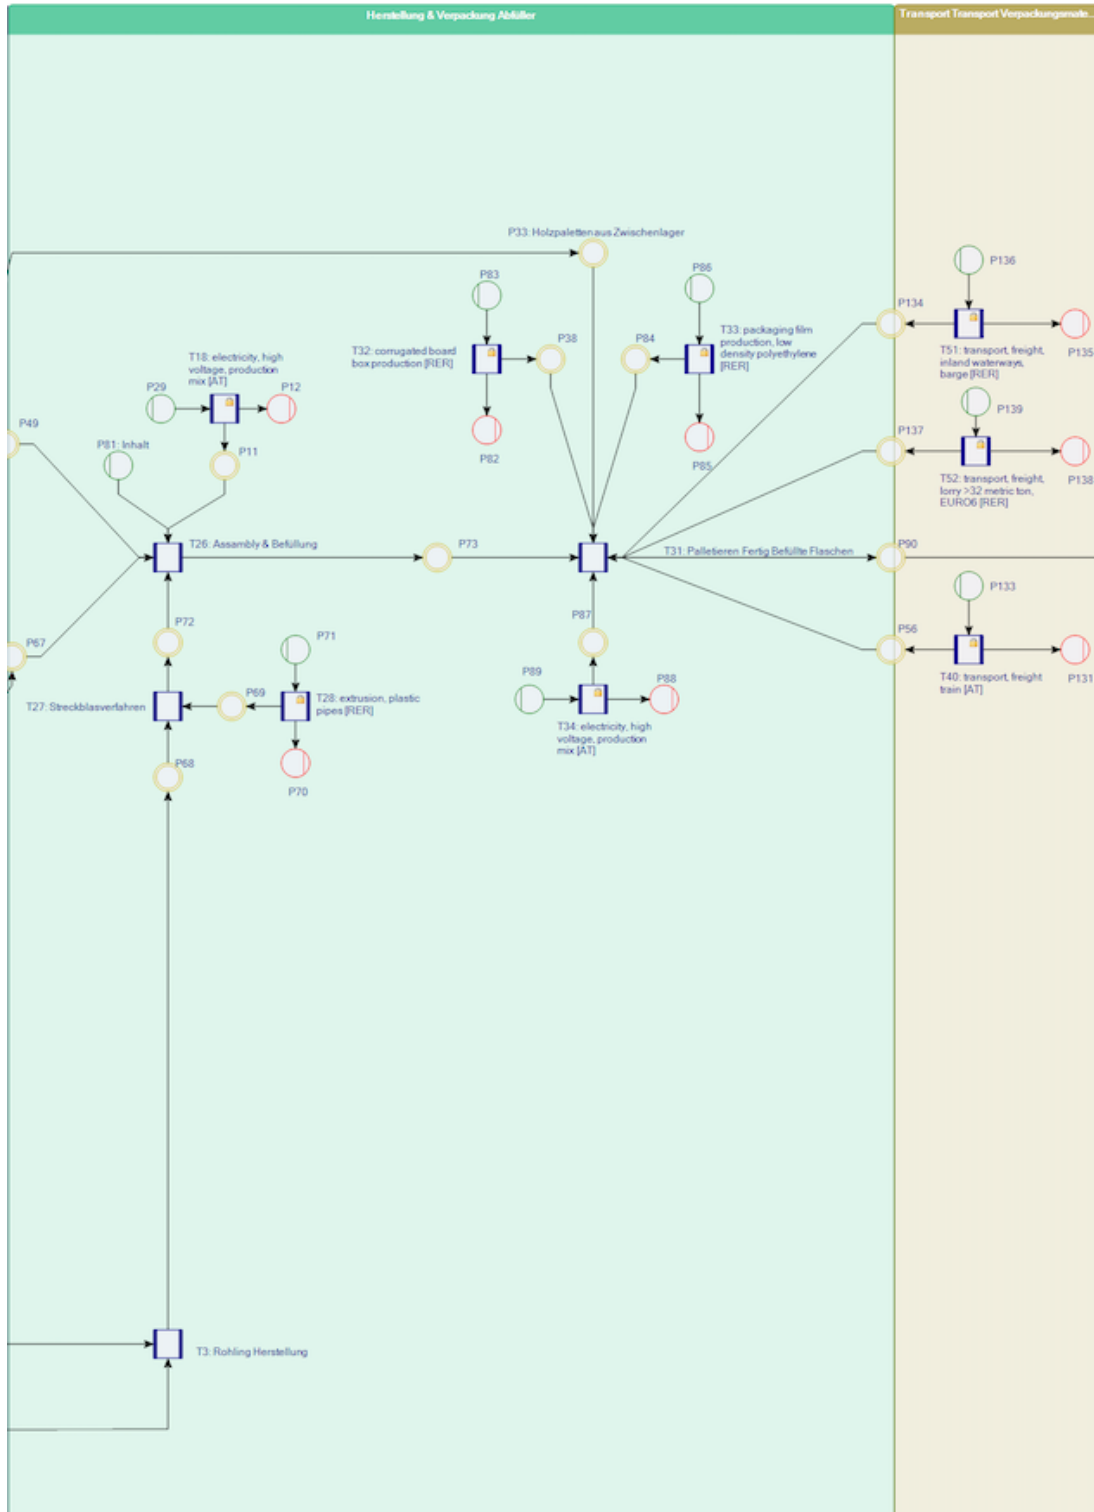 Herstellung & Verpackung Abfüller
Transport Transport Verpackungsmate...
P33: Holzpaletten aus Zwischenlager
P83
P86
P136
P134
T32: corrugated board
box production [RER]
P38
P84
T33: packaging film
production, low
density polyethylene
[RER]
T51: transport, freight,
inland waterways,
barge [RER]
P135
T18: electricity, high
voltage, production
mix [AT]
P29
P12
P139
P49
P81: Inhalt
P11
P82
P85
P137
T52: transport, freight,
lorry >32 metric ton,
EURO6 [RER]
P138
T26: Assambly & Befüllung
P73
T31: Palletieren Fertig Befüllte Flaschen
P90
P133
P67
P72
P71
P87
P56
T40: transport, freight
train [AT]
P131
T27: Streckblasverfahren
P69
T28: extrusion, plastic
pipes [RER]
P89
P88
T34: electricity, high
voltage, production
mix [AT]
P68
P70
T3: Rohling Herstellung